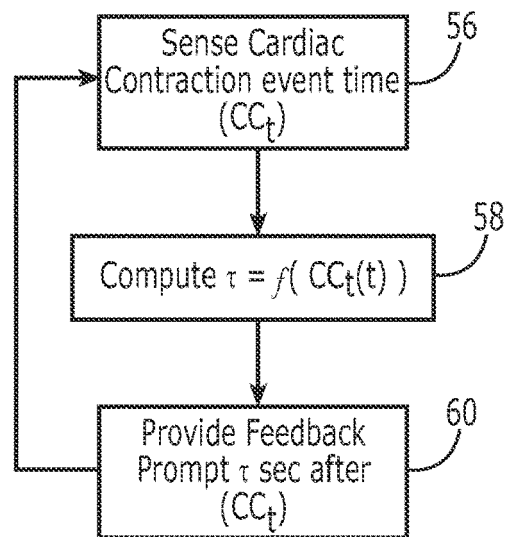 Sense Cardiac
Contraction event time
(CCt)
56
Compute τ = f( CCt(t) )
58
Provide Feedback
Prompt τ sec after
(CCt)
60